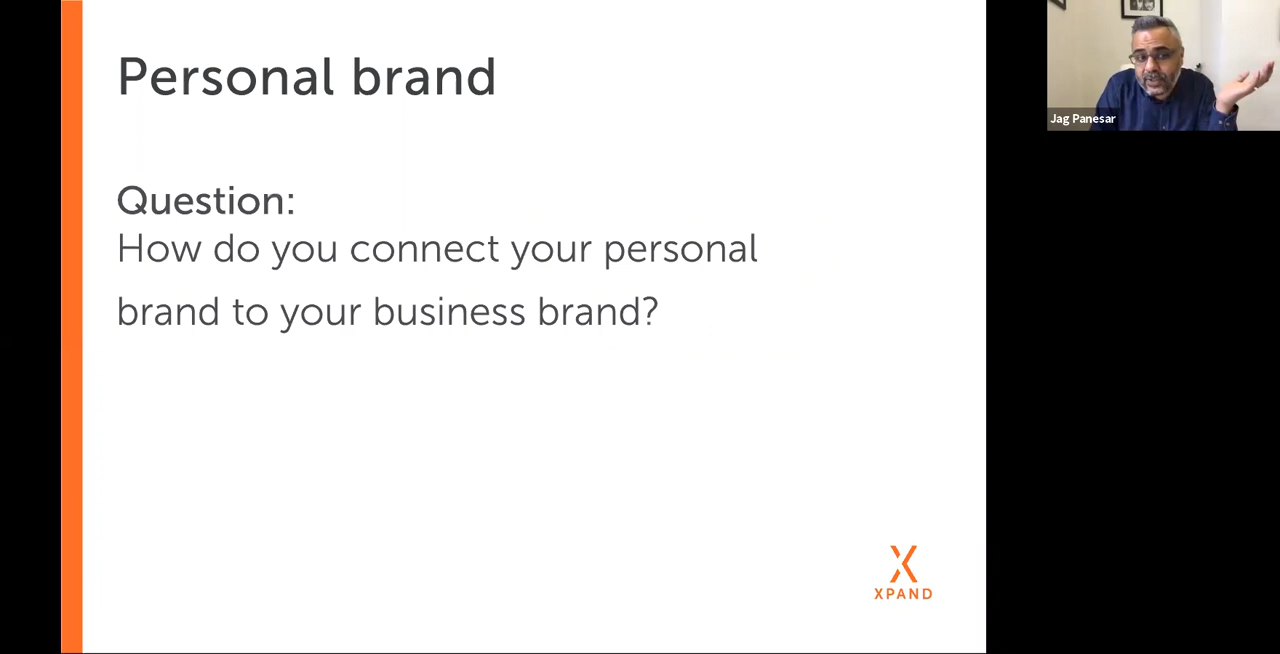 Personal brand
Question:
How do you connect your personal
brand to your business brand?
XPAND
Jag Panesar